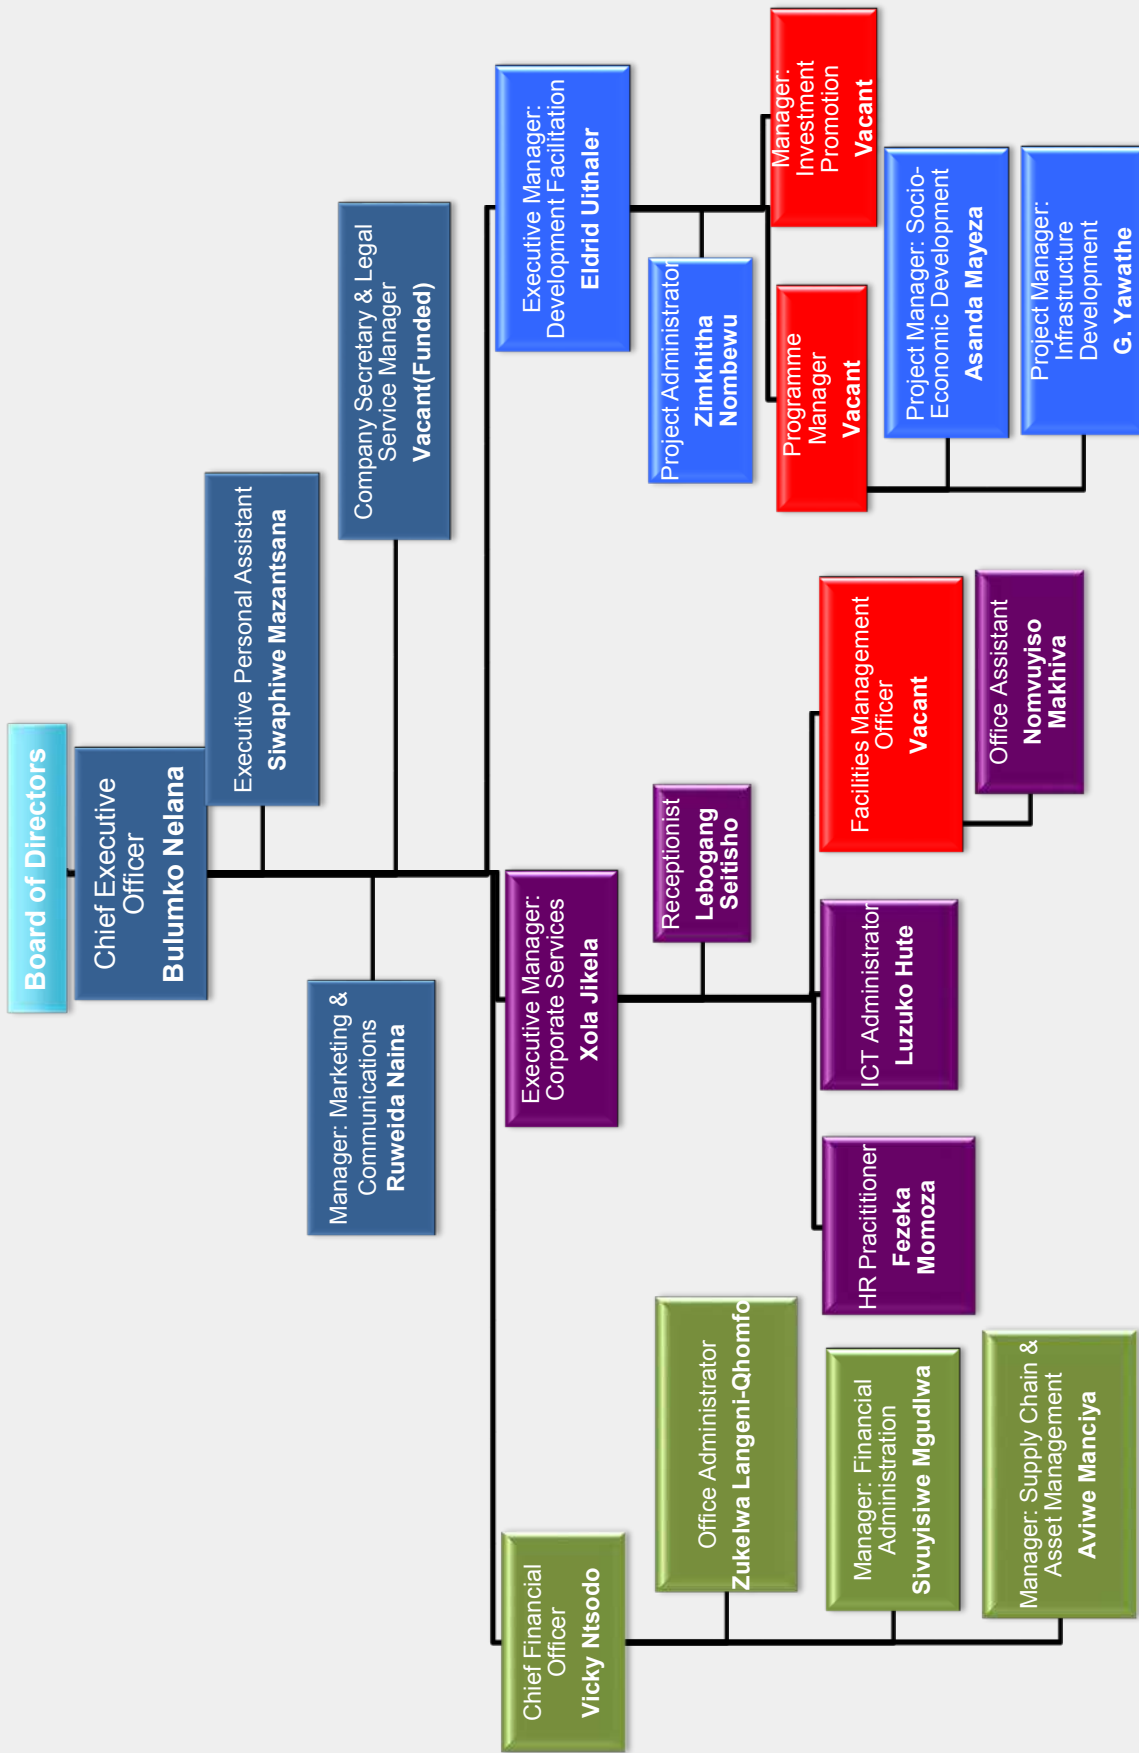 Board of Directors
Chief Executive
Officer
Bulumko Nelana
Executive Personal Assistant
Siwaphiwe Mazantsana
Manager: Marketing &
Communications
Ruweida Naina
Company Secretary & Legal
Service Manager
Vacant(Funded)
Chief Financial
Officer
Vicky Ntsodo
Executive Manager:
Corporate Services
Xola Jikela
Executive Manager:
Development Facilitation
Eldrid Uithaler
Office Administrator
Zukelwa Langeni-Qhomfo
Receptionist
Lebogang
Seitisho
Project Administrator
Zimkhitha
Nombewu
Manager: Financial
Administration
Sivuyisiwe Mgudlwa
HR Pracititioner
Fezeka
Momoza
ICT Administrator
Luzuko Hute
Facilities Management
Officer
Vacant
Programme
Manager
Vacant
Manager:
Investment
Promotion
Vacant
Manager: Supply Chain &
Asset Management
Aviwe Manciya
Office Assistant
Nomvuyiso
Makhiva
Project Manager: Socio-
Economic Development
Asanda Mayeza
Project Manager:
Infrastructure
Development
G. Yawathe